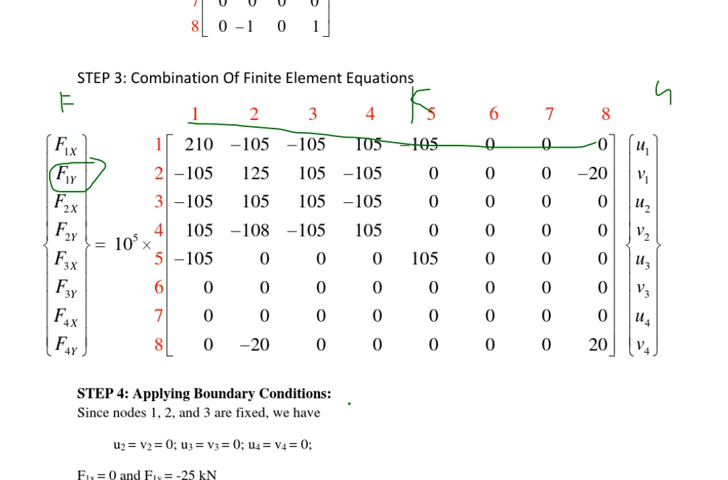 7 0 0 0 0
8 0 −1 0 1
STEP 3: Combination Of Finite Element Equations
F K
1 2 3 4 5 6 7 8
F1X 1 210 −105 −105 105 −105 0 0 0 u1
F1Y 2 −105 125 105 −105 0 0 0 −20 v1
F2X 3 −105 105 105 −105 0 0 0 0 u2
F2Y = 10^5 × 4 105 −108 −105 105 0 0 0 0 v2
F3X 5 −105 0 0 0 105 0 0 0 u3
F3Y 6 0 0 0 0 0 0 0 0 v3
F4X 7 0 0 0 0 0 0 0 0 u4
F4Y 8 0 −20 0 0 0 0 0 20 v4
STEP 4: Applying Boundary Conditions:
Since nodes 1, 2, and 3 are fixed, we have
u2 = v2 = 0; u3 = v3 = 0; u4 = v4 = 0;
F1x = 0 and F1y = -25 kN